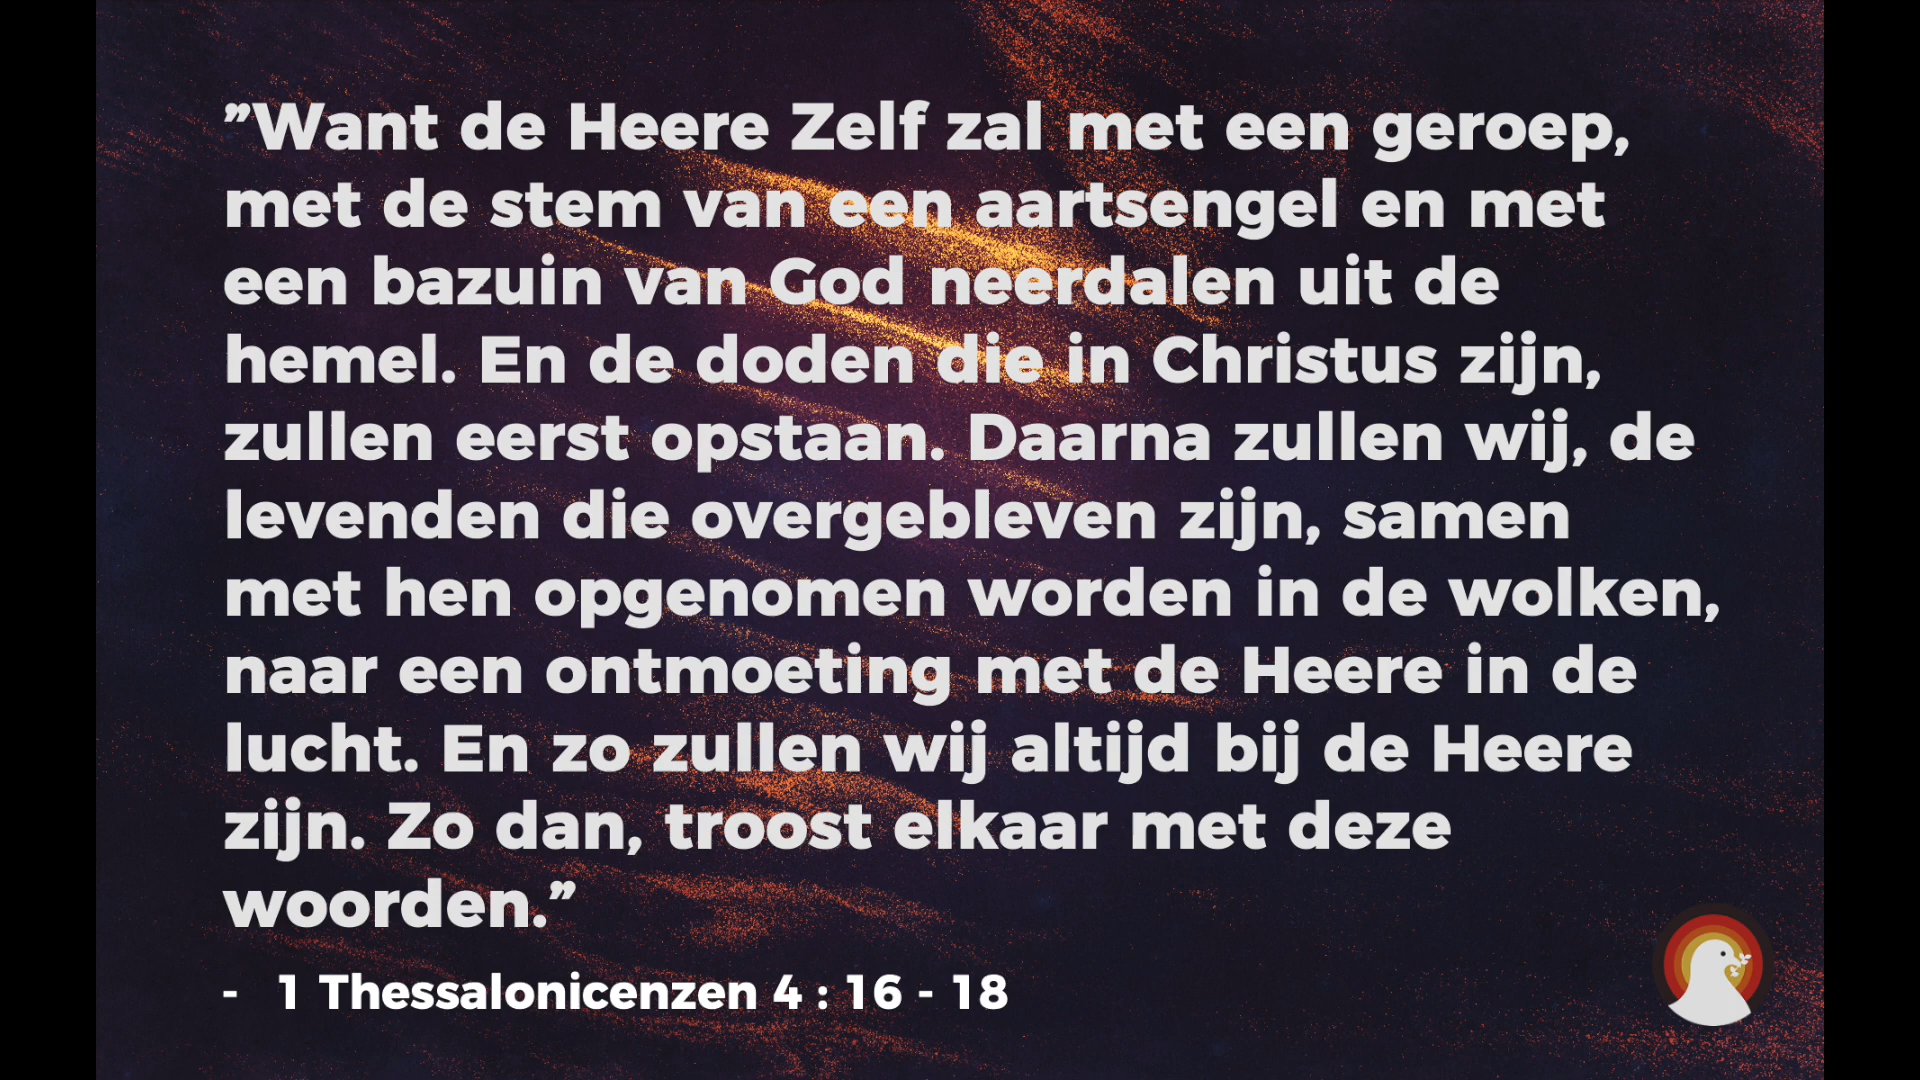 ”Want de Heere Zelf zal met een geroep,
met de stem van een aartsengel en met
een bazuin van God neerdalen uit de
hemel. En de doden die in Christus zijn,
zullen eerst opstaan. Daarna zullen wij, de
levenden die overgebleven zijn, samen
met hen opgenomen worden in de wolken,
naar een ontmoeting met de Heere in de
lucht. En zo zullen wij altijd bij de Heere
zijn. Zo dan, troost elkaar met deze
woorden.”
- 1 Thessalonicenzen 4 : 16 - 18